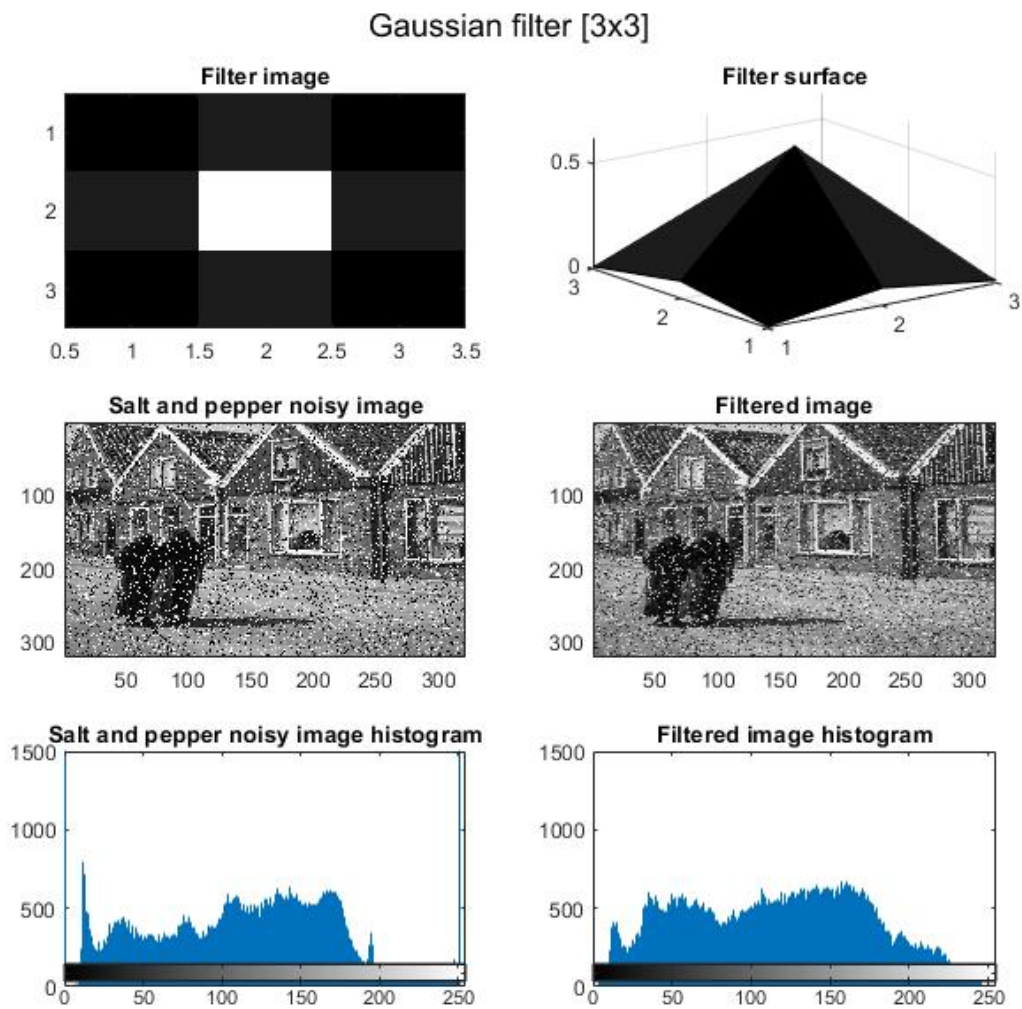 Gaussian filter [3x3]
Filter image
Filter surface
1
2
3
0.5 1 1.5 2 2.5 3 3.5
0.5
0
3
2
1
1
2
3
Salt and pepper noisy image
Filtered image
100
200
300
50 100 150 200 250 300
100
200
300
50 100 150 200 250 300
Salt and pepper noisy image histogram
Filtered image histogram
1500
1000
500
0
0 50 100 150 200 250
1500
1000
500
0
0 50 100 150 200 250